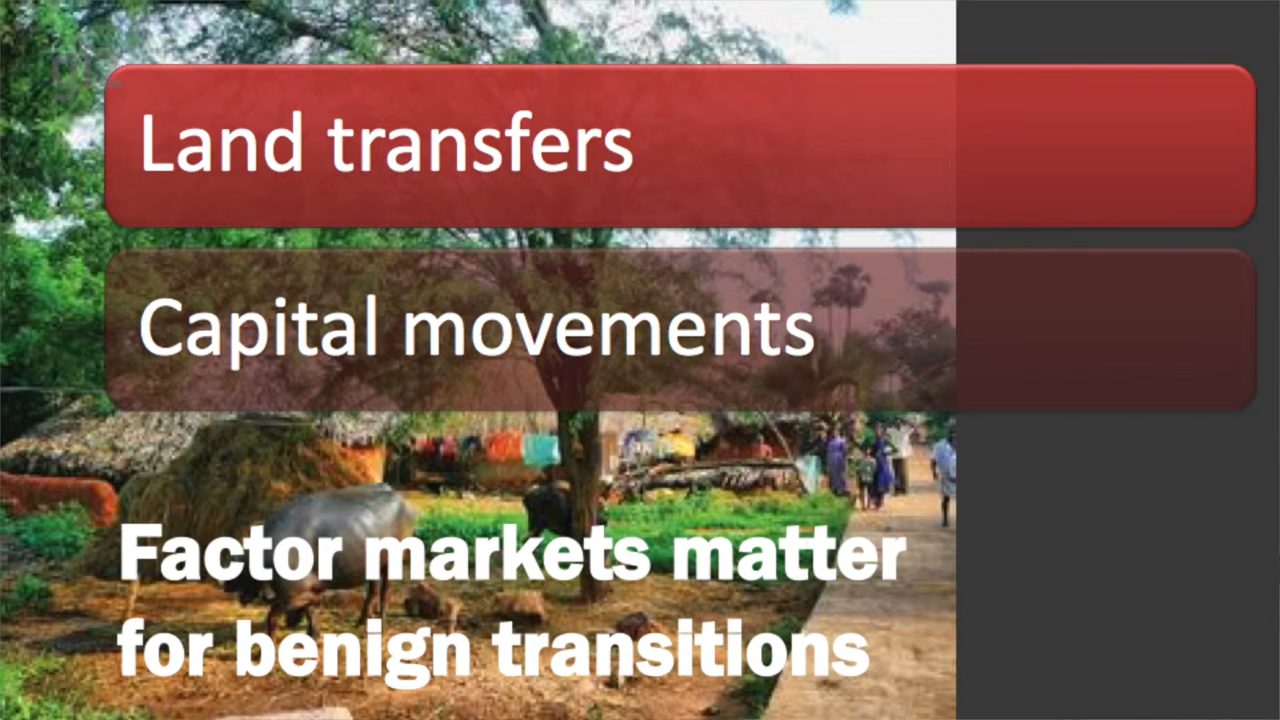 Land transfers
Capital movements
Factor markets matter
for benign transitions